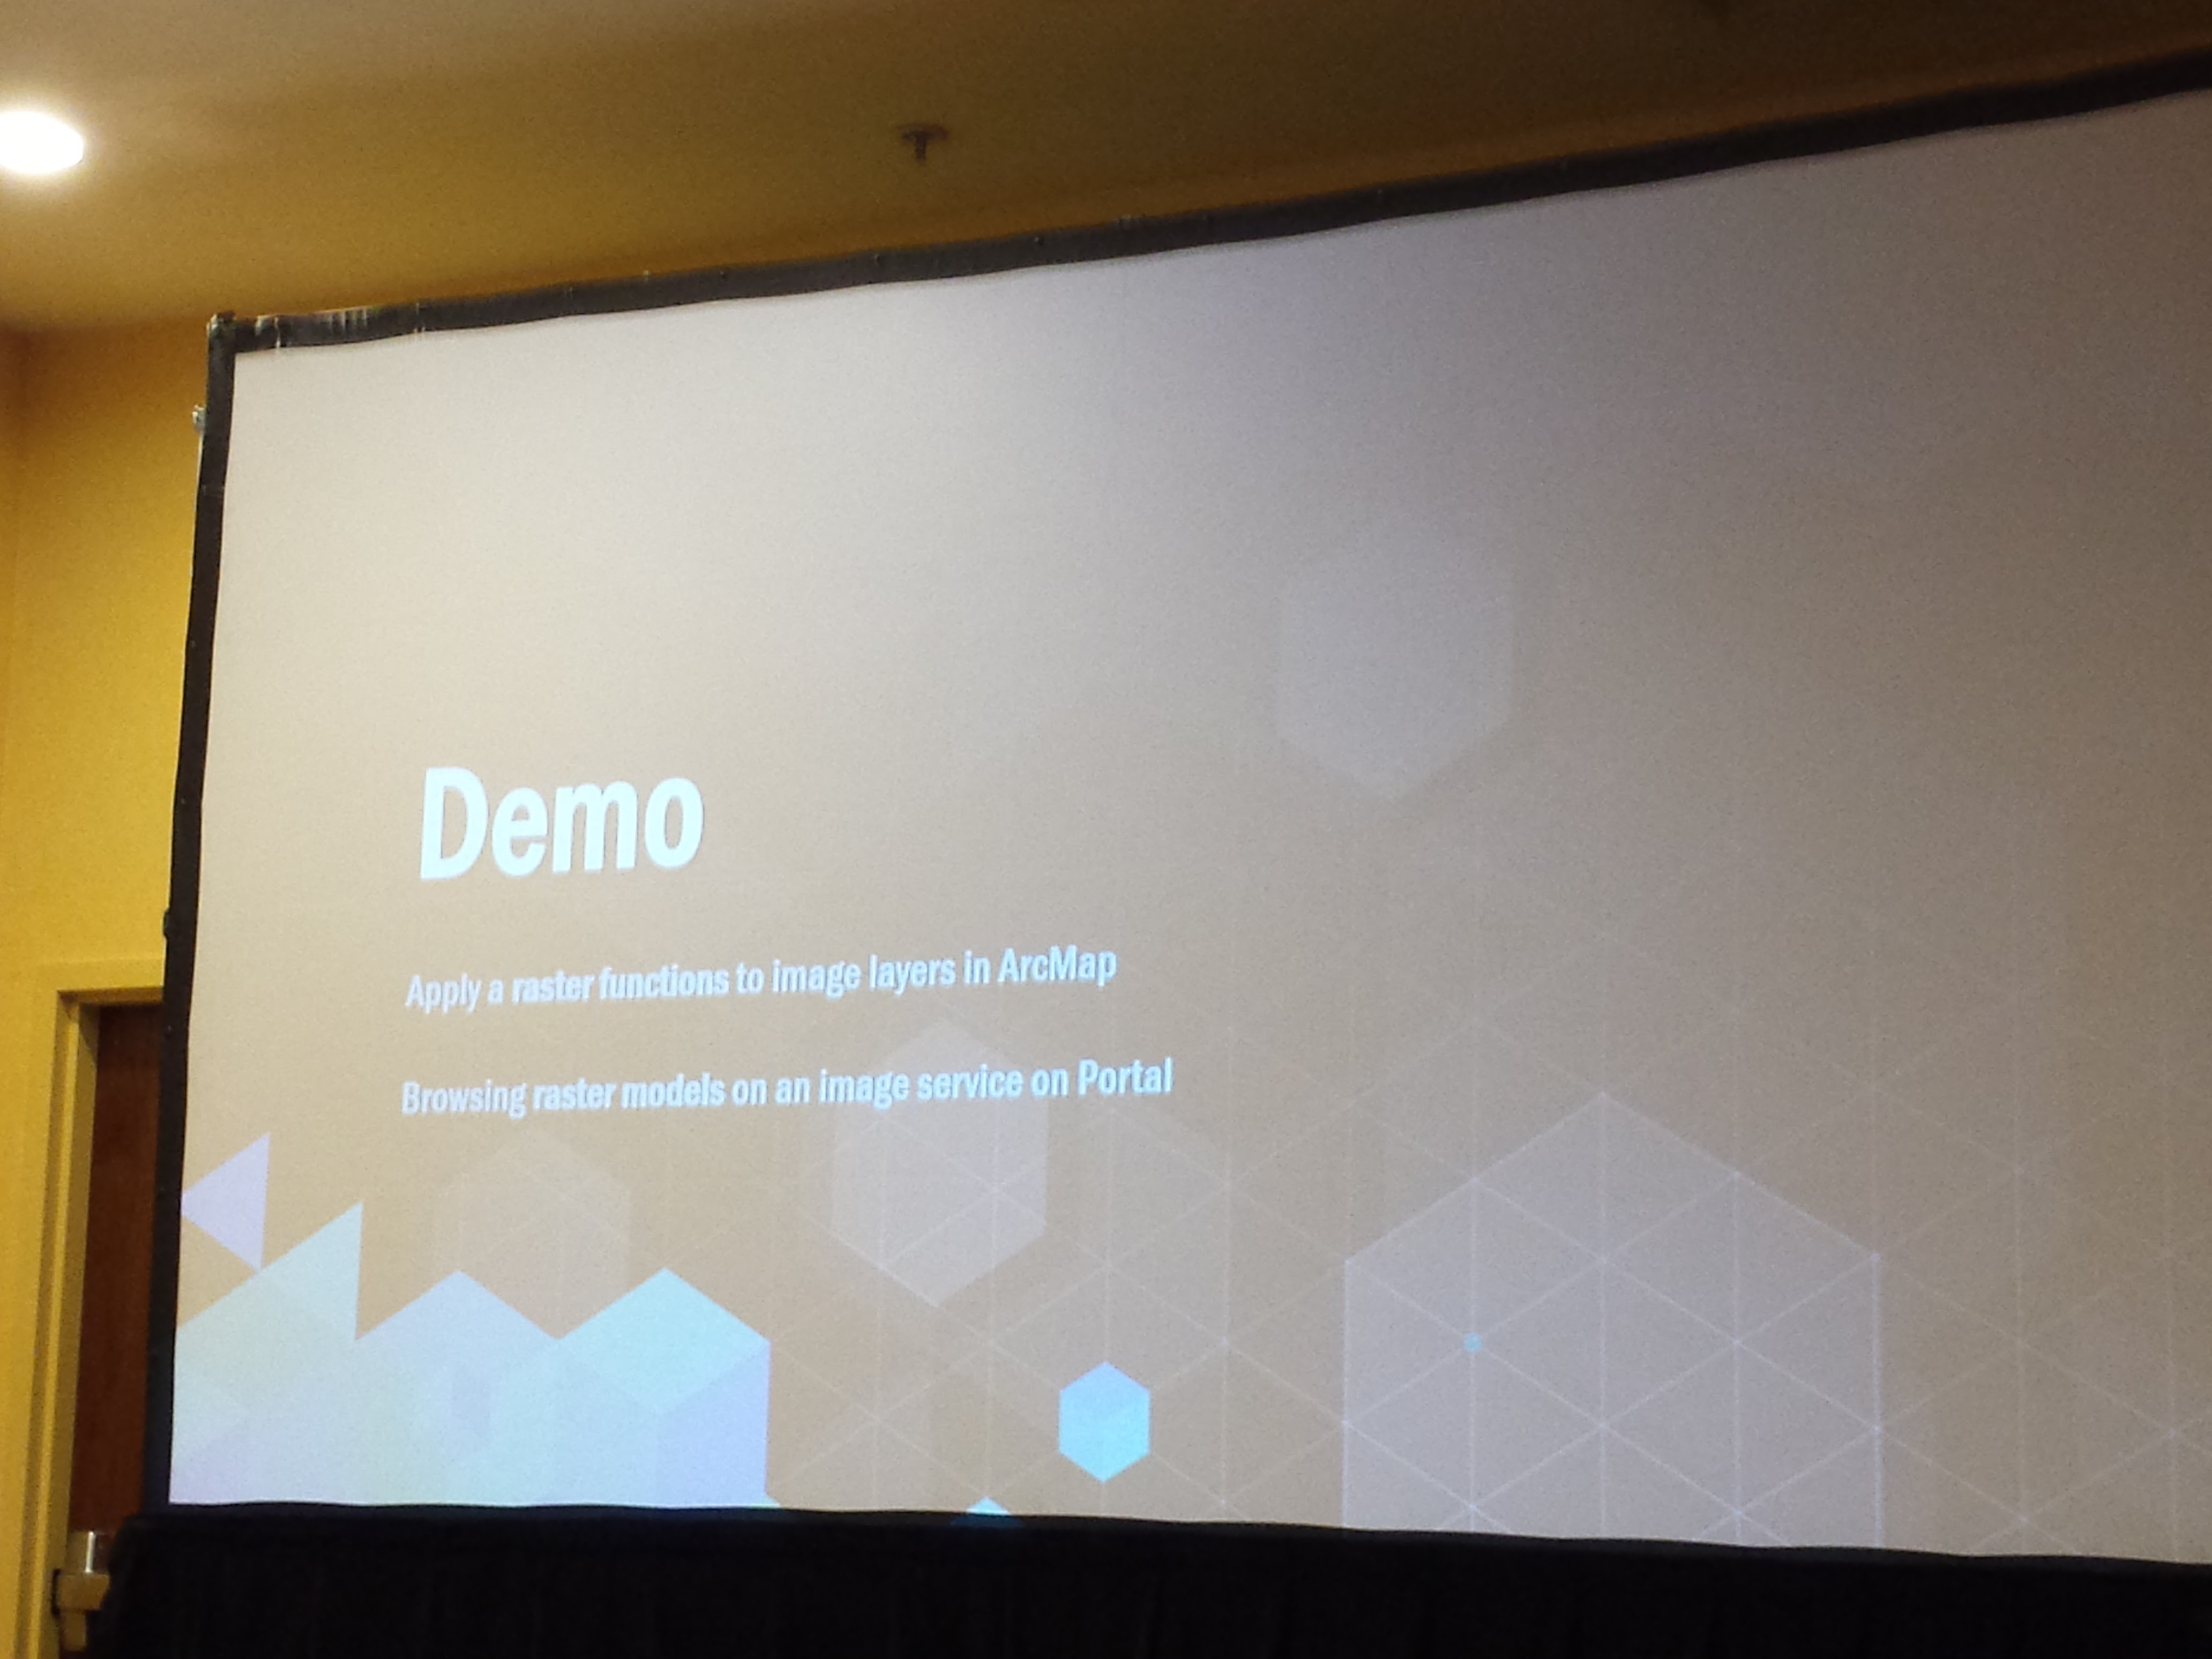 Demo
Apply a raster functions to image layers in ArcMap
Browsing raster models on an image service on Portal